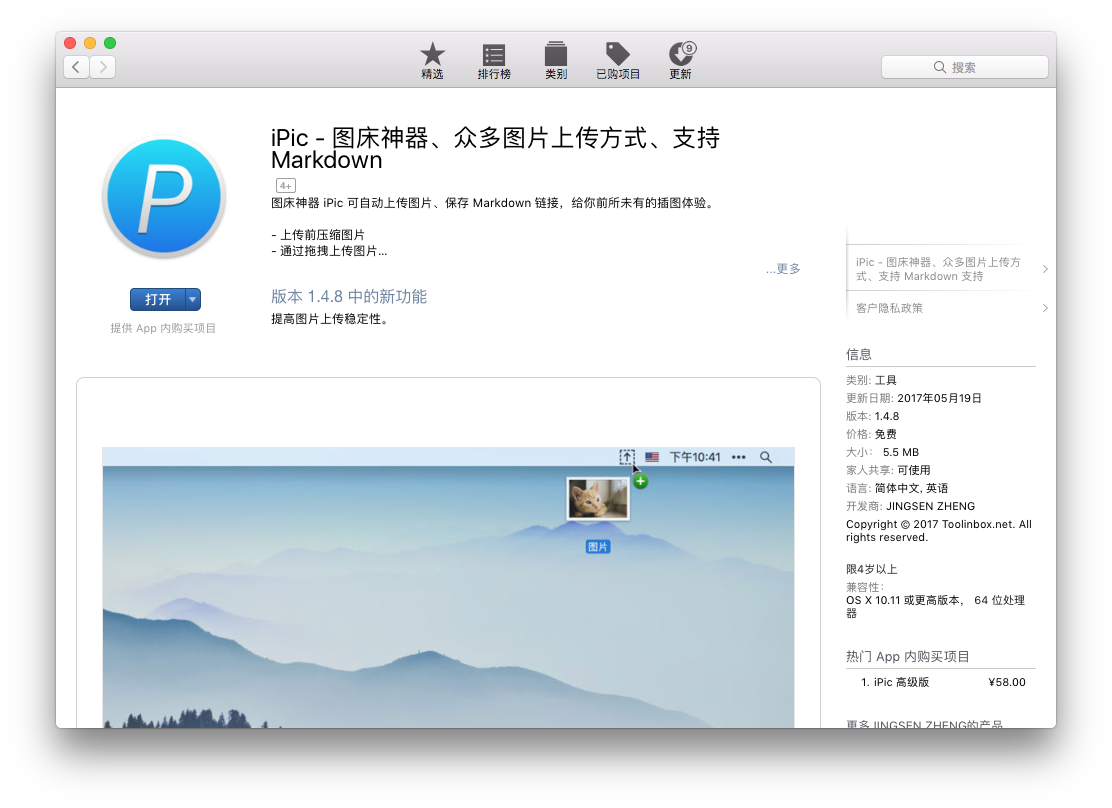 精选
排行榜
类别
已购项目
9
更新
搜索
P
iPic - 图床神器、众多图片上传方式、支持
Markdown
4+
图床神器 iPic 可自动上传图片、保存 Markdown 链接，给你前所未有的插图体验。
- 上传前压缩图片
- 通过拖拽上传图片...
...更多
打开
提供 App 内购买项目
版本 1.4.8 中的新功能
提高图片上传稳定性。
下午10:41
图片
iPic - 图床神器、众多图片上传方
式、支持 Markdown 支持
客户隐私政策
信息
类别: 工具
更新日期: 2017年05月19日
版本: 1.4.8
价格: 免费
大小： 5.5 MB
家人共享: 可使用
语言: 简体中文, 英语
开发商: JINGSEN ZHENG
Copyright © 2017 Toolinbox.net. All
rights reserved.
限4岁以上
兼容性:
OS X 10.11 或更高版本， 64 位处理
器
热门 App 内购买项目
1. iPic 高级版 ¥58.00
更多 JINGSEN ZHENG的产品